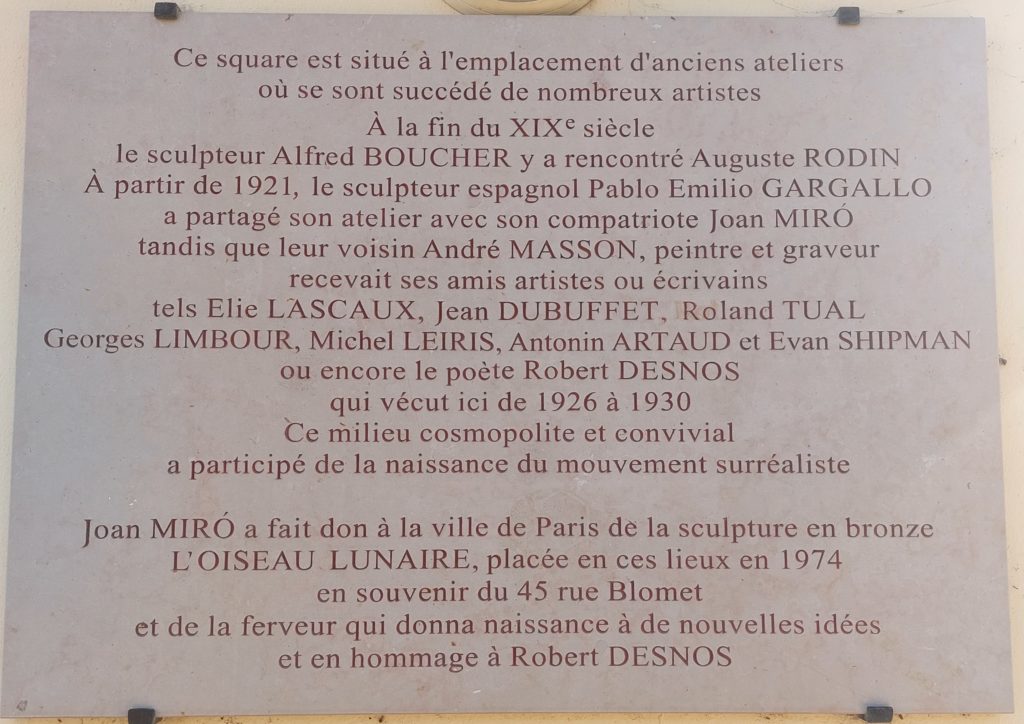 Ce square est situé à l'emplacement d'anciens ateliers
où se sont succédé de nombreux artistes
À la fin du XIXe siècle
le sculpteur Alfred BOUCHER y a rencontré Auguste RODIN
À partir de 1921, le sculpteur espagnol Pablo Emilio GARGALLO
a partagé son atelier avec son compatriote Joan MIRÓ
tandis que leur voisin André MASSON, peintre et graveur
recevait ses amis artistes ou écrivains
tels Elie LASCAUX, Jean DUBUFFET, Roland TUAL
Georges LIMBOUR, Michel LEIRIS, Antonin ARTAUD et Evan SHIPMAN
ou encore le poète Robert DESNOS
qui vécut ici de 1926 à 1930
Ce milieu cosmopolite et convivial
a participé de la naissance du mouvement surréaliste
Joan MIRÓ a fait don à la ville de Paris de la sculpture en bronze
L'OISEAU LUNAIRE, placée en ces lieux en 1974
en souvenir du 45 rue Blomet
et de la ferveur qui donna naissance à de nouvelles idées
et en hommage à Robert DESNOS